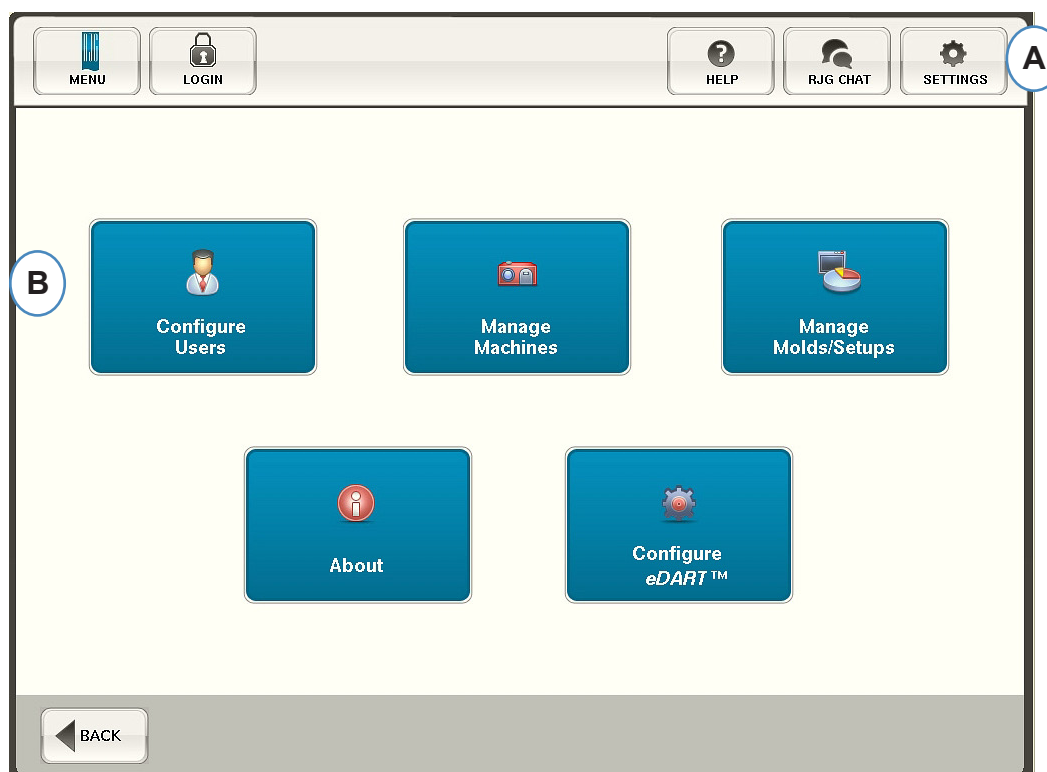 MENU
LOGIN
HELP
RJG CHAT
SETTINGS
A
B
Configure
Users
Manage
Machines
Manage
Molds/Setups
About
Configure
eDART™
BACK